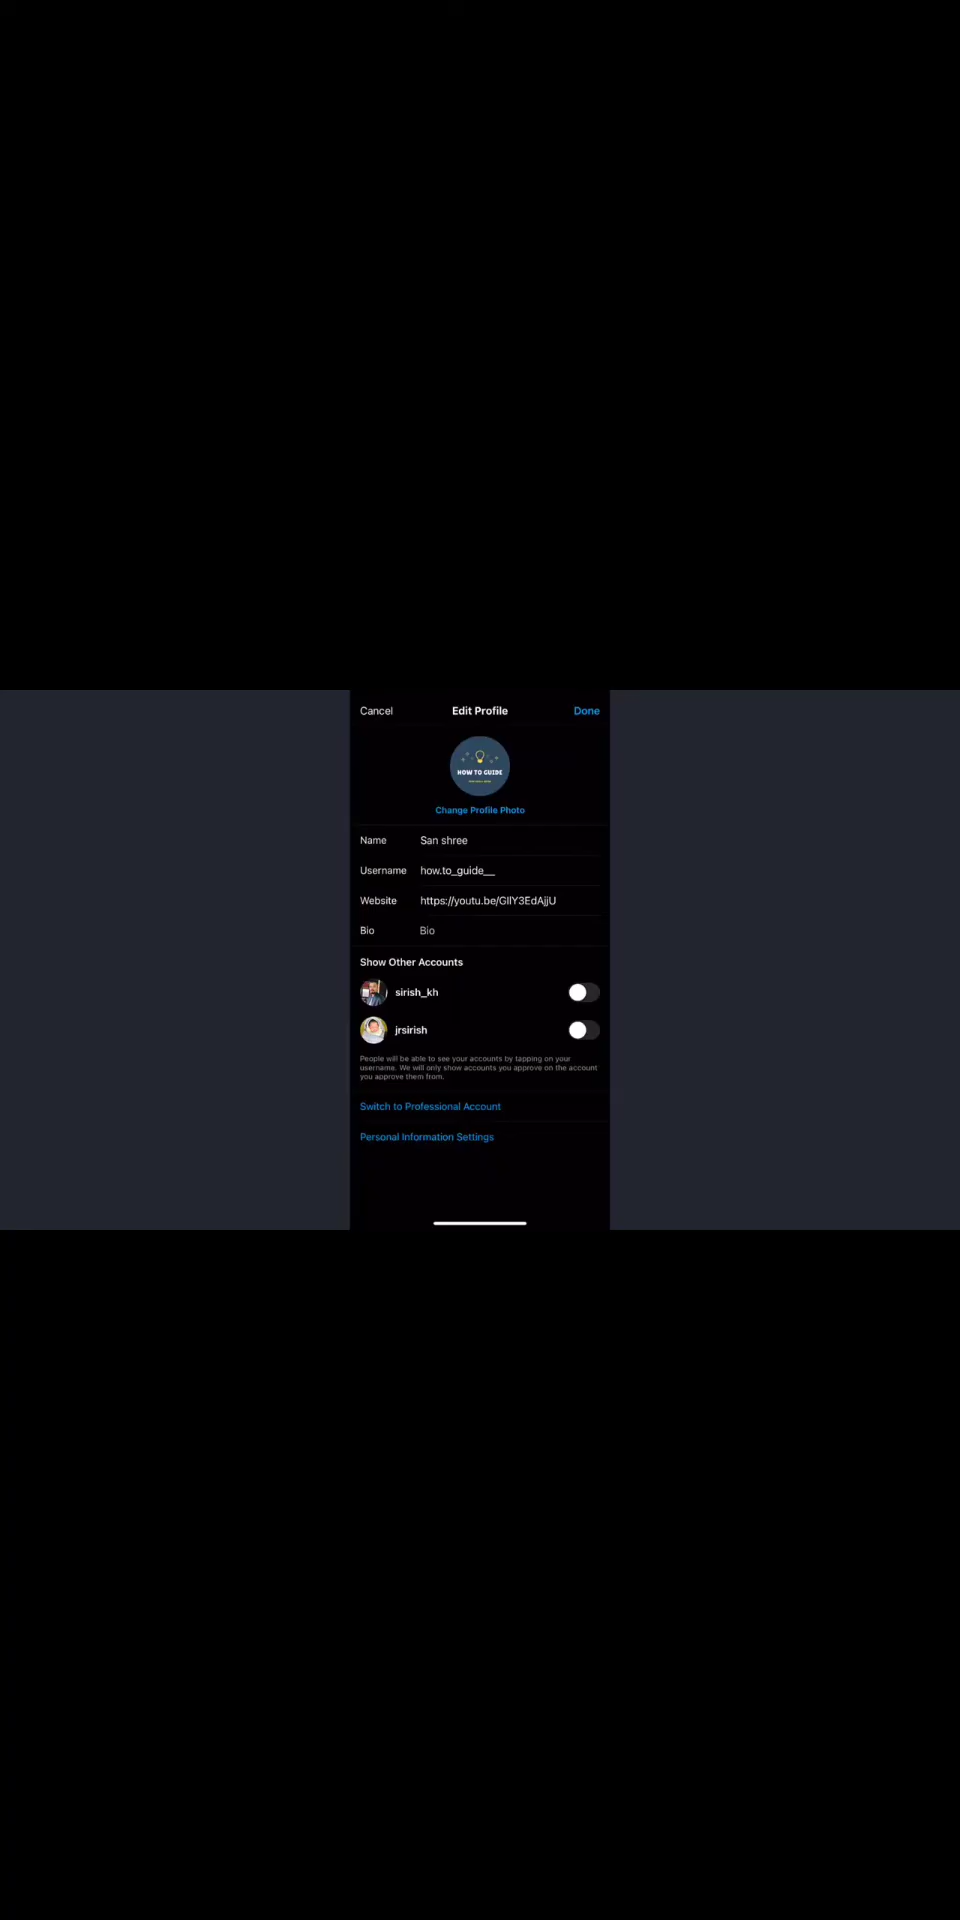 Cancel Edit Profile Done
HOW TO GUIDE
Change Profile Photo
Name San shree
Username how.to_guide__
Website https://youtu.be/GllY3EdAjjU
Bio Bio
Show Other Accounts
sirish_kh
jrsirish
People will be able to see your accounts by tapping on your
username. We will only show accounts you approve on the account
you approve them from.
Switch to Professional Account
Personal Information Settings